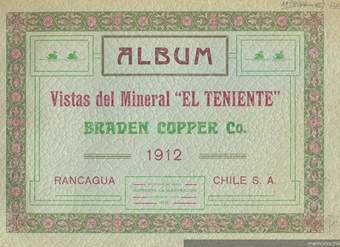 ALBUM
Vistas del Mineral "EL TENIENTE"
BRADEN COPPER Co.
1912
RANCAGUA
CHILE S. A.